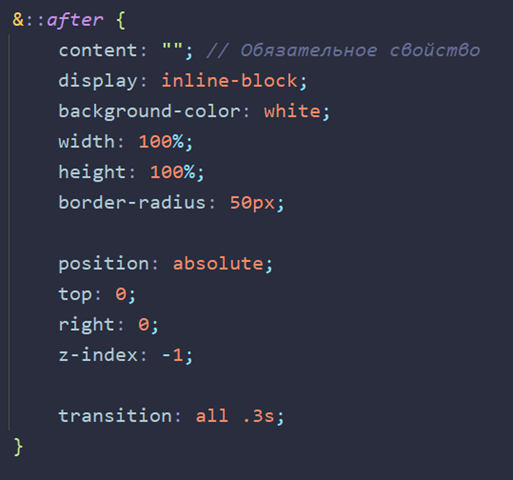 &::after {
content: ""; // Обязательное свойство
display: inline-block;
background-color: white;
width: 100%;
height: 100%;
border-radius: 50px;
position: absolute;
top: 0;
right: 0;
z-index: -1;
transition: all .3s;
}